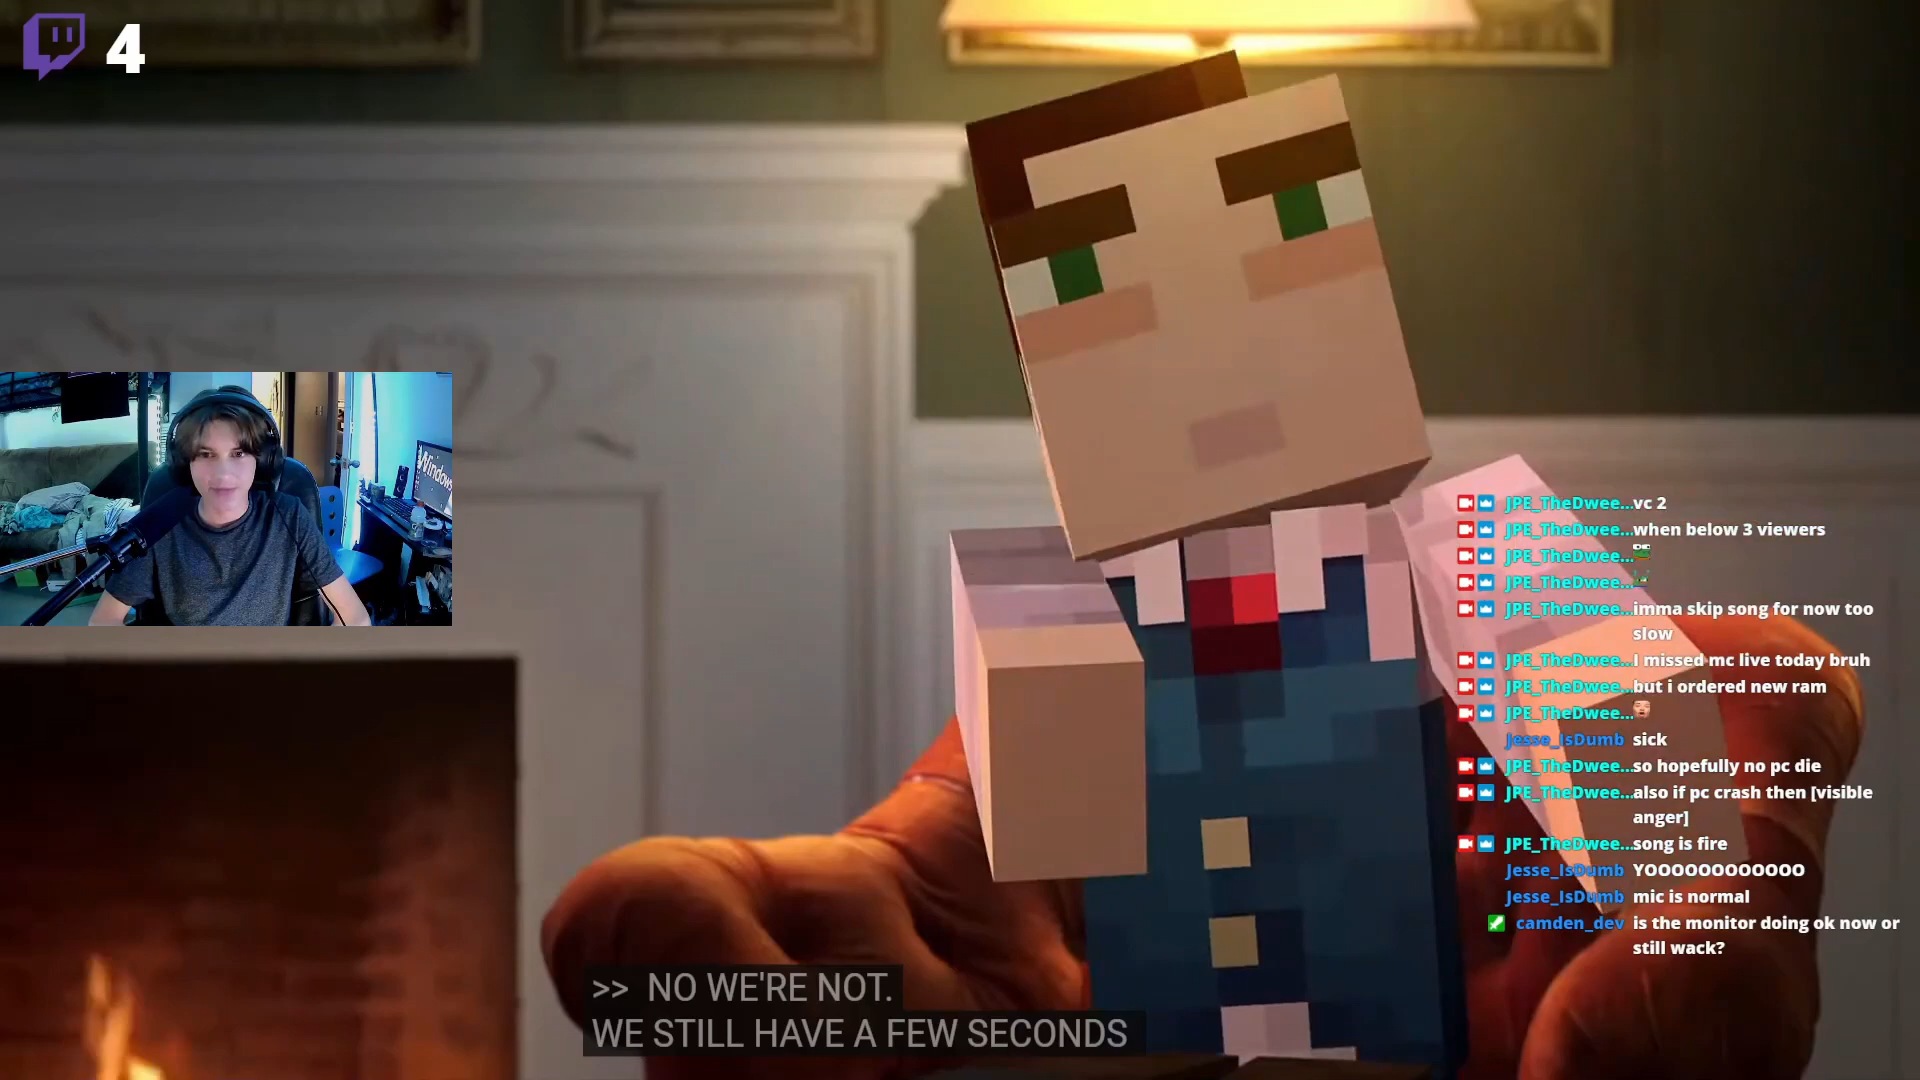 4
Windows
JPE_TheDwee...vc 2
JPE_TheDwee...when below 3 viewers
JPE_TheDwee...
JPE_TheDwee...
JPE_TheDwee...imma skip song for now too
slow
JPE_TheDwee...I missed mc live today bruh
JPE_TheDwee...but i ordered new ram
JPE_TheDwee...
Jesse_IsDumb sick
JPE_TheDwee...so hopefully no pc die
JPE_TheDwee...also if pc crash then [visible
anger]
JPE_TheDwee...song is fire
Jesse_IsDumb YOOOOOOOOOOOO
Jesse_IsDumb mic is normal
camden_dev is the monitor doing ok now or
still wack?
>> NO WE'RE NOT.
WE STILL HAVE A FEW SECONDS